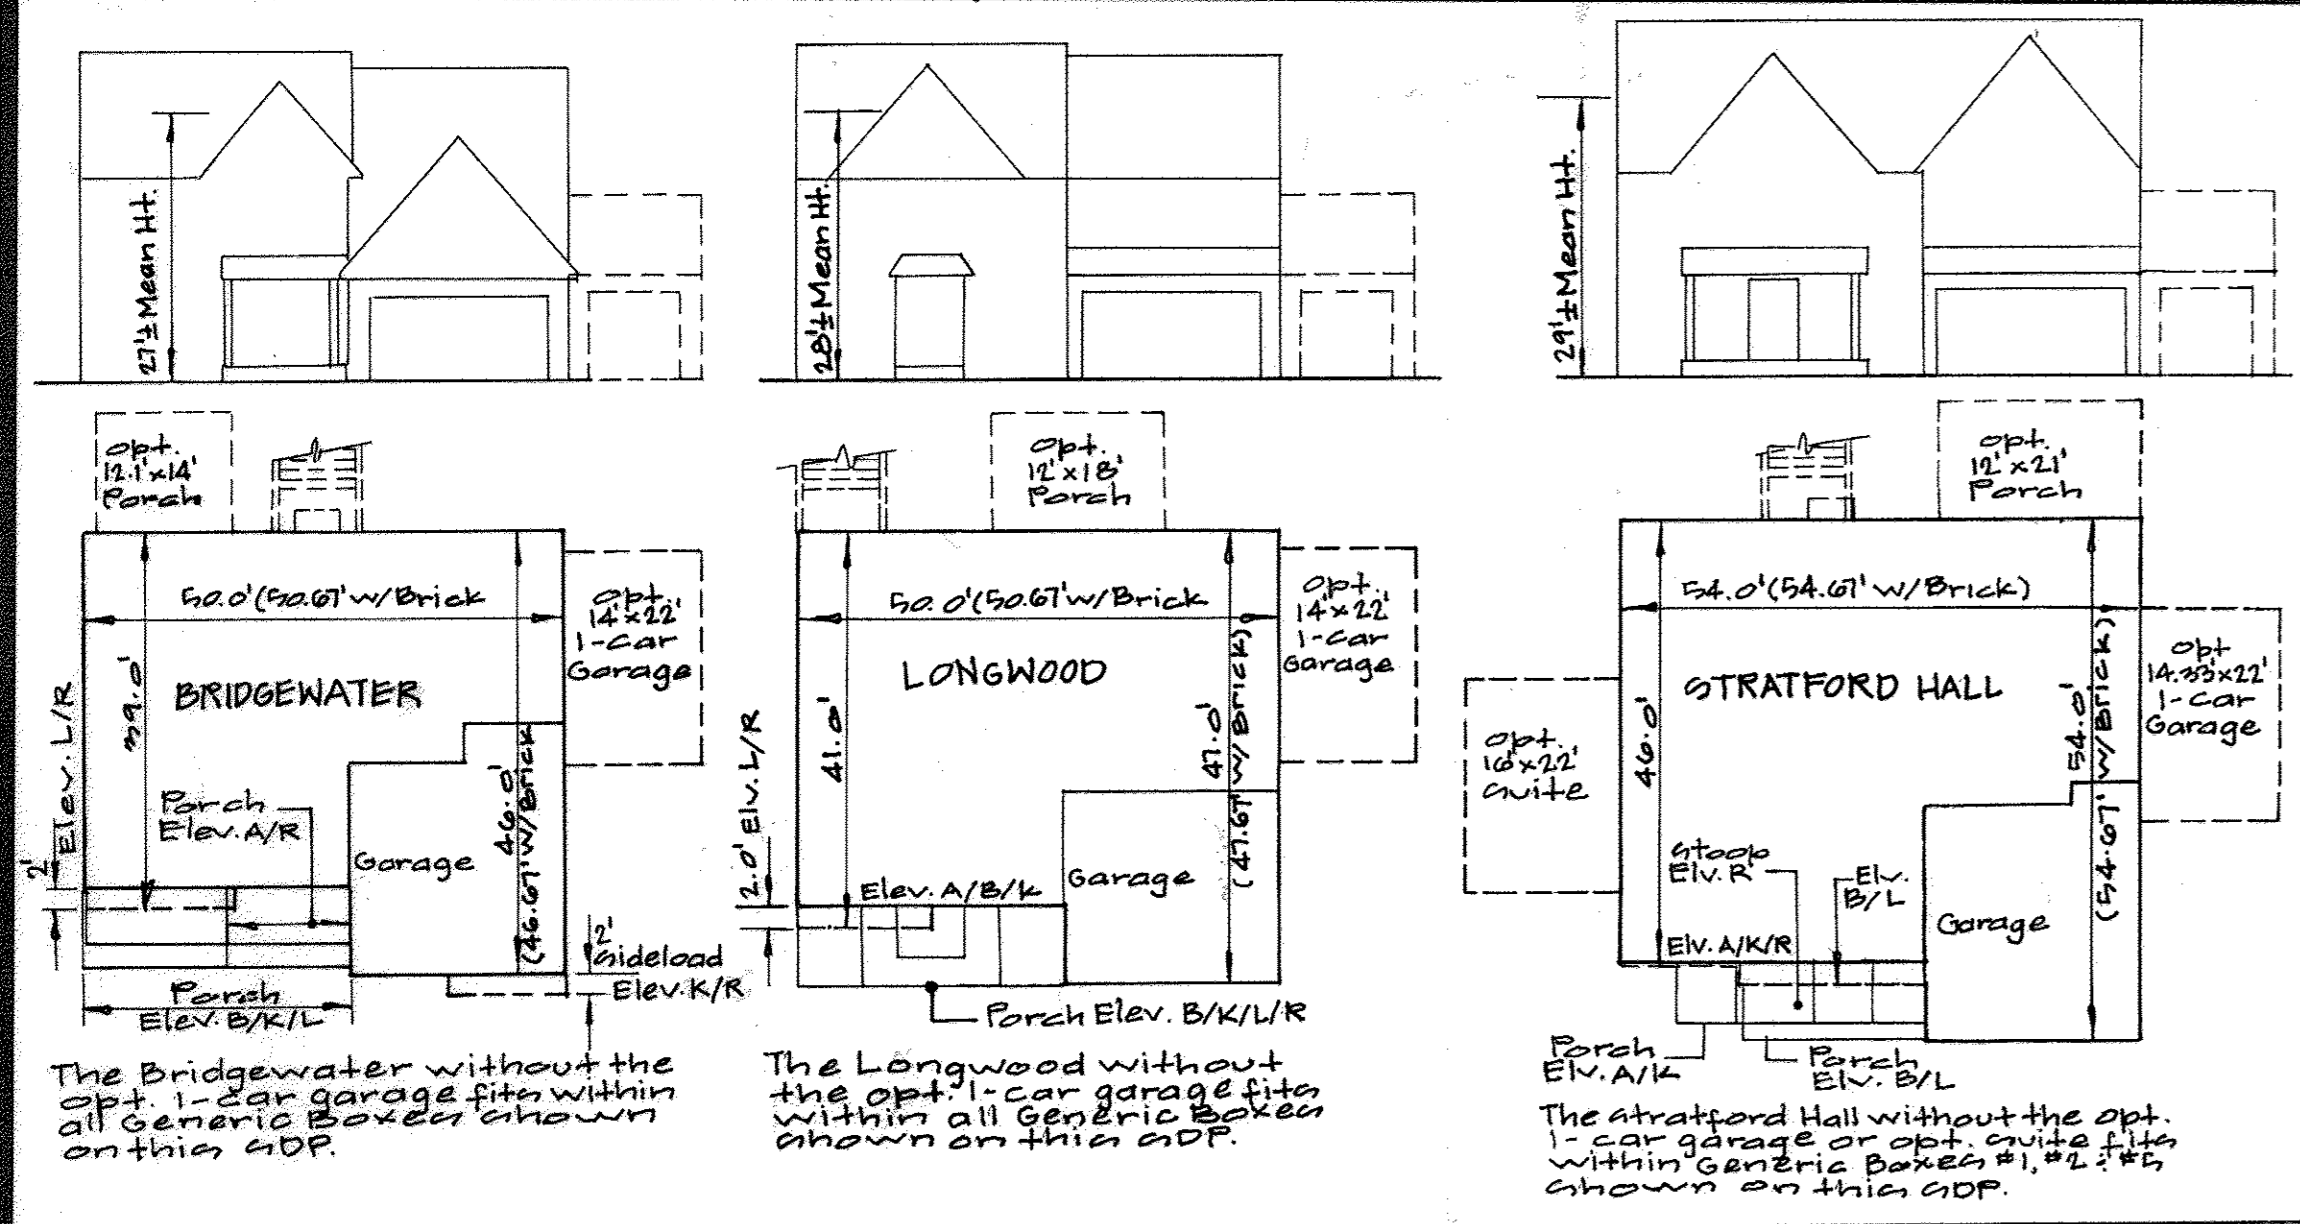 27'± Mean Ht.
28'± Mean Ht.
29'± Mean Ht.
opt.
12.1'x14'
Porch
50.0'(50.67' w/Brick
39.0'
BRIDGEWATER
opt.
14'x22'
1-car
Garage
2'
Elev. L/R
Porch
Elev. A/R
Garage
46.0'
(46.67' w/Brick
2'
Sideload
Elev. K/R
Porch
Elev. B/K/L
The Bridgewater without the
opt. 1-car garage fits within
all Generic Boxes shown
on this SDP.
opt.
12'x18'
Porch
50.0'(50.67' w/Brick
LONGWOOD
41.0'
47.0'
(47.67' w/Brick)
opt.
14'x22'
1-car
Garage
2.0' Elv. L/R
Elev. A/B/K
Garage
Porch Elev. B/K/L/R
The Longwood without
the opt. 1-car garage fits
within all Generic Boxes
shown on this SDP.
opt.
12'x21'
Porch
54.0'(54.67' w/Brick)
STRATFORD HALL
46.0'
54.0'
(54.67' w/Brick)
opt.
16'x22'
Suite
opt
14.33'x22'
1-car
Garage
Stoop
Elv. R
Elv.
B/L
Elv. A/K/R
Garage
Porch
Elv. A/K
Porch
Elv. B/L
The Stratford Hall without the opt.
1-car garage or opt. suite fits
within Generic Boxes #1, #2 & #5
shown on this SDP.